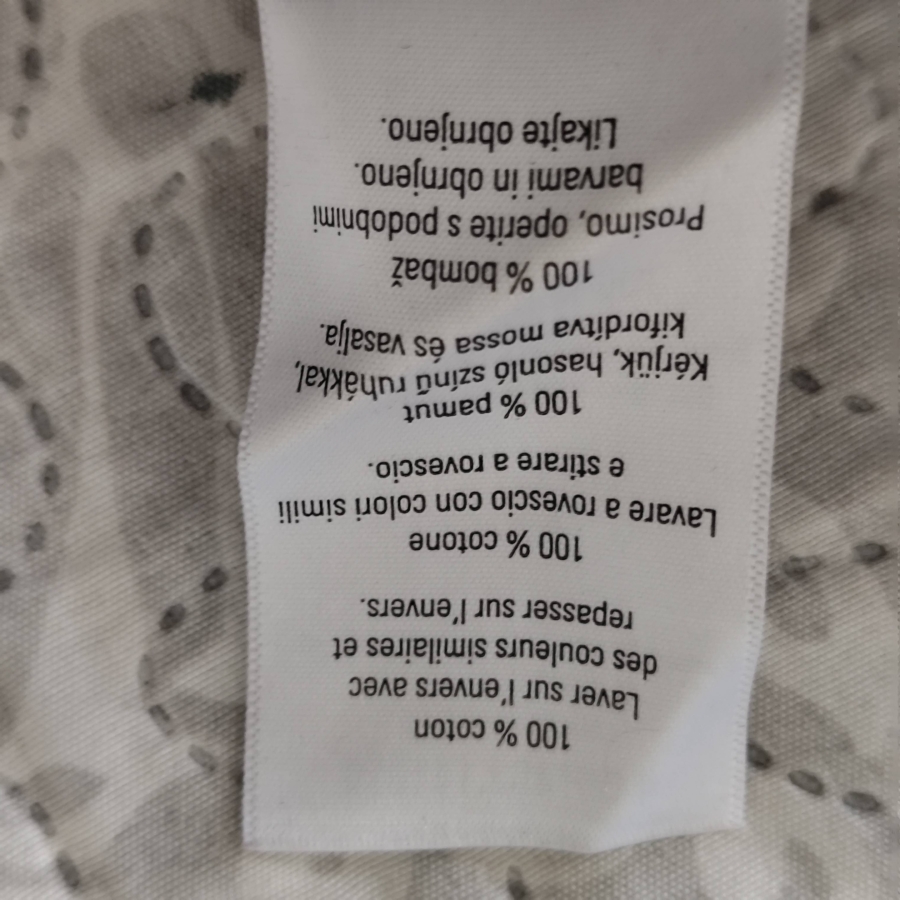 100 % coton
Laver sur l'envers avec
des couleurs similaires et
repasser sur l'envers.
100 % cotone
Lavare a rovescio con colori simili
e stirare a rovescio.
100 % pamut
Kérjük, hasonló színű ruhákkal,
kifordítva mossa és vasalja.
100 % bombaž
Prosimo, operite s podobnimi
barvami in obrnjeno.
Likajte obrnjeno.